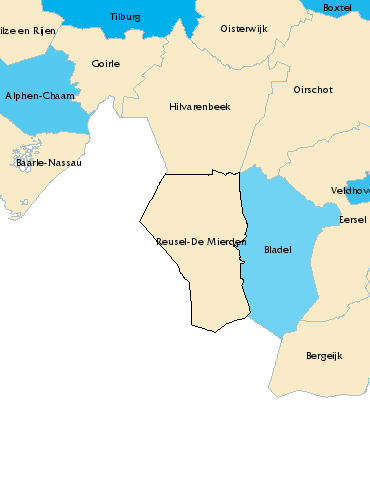 Boxtel
Tilburg
Oisterwijk
ilze en Rijen
Goirle
Oirschot
Alphen-Chaam
Hilvarenbeek
Baarle-Nassau
Veldhove
Eersel
Reusel-De Mierden
Bladel
Bergeijk